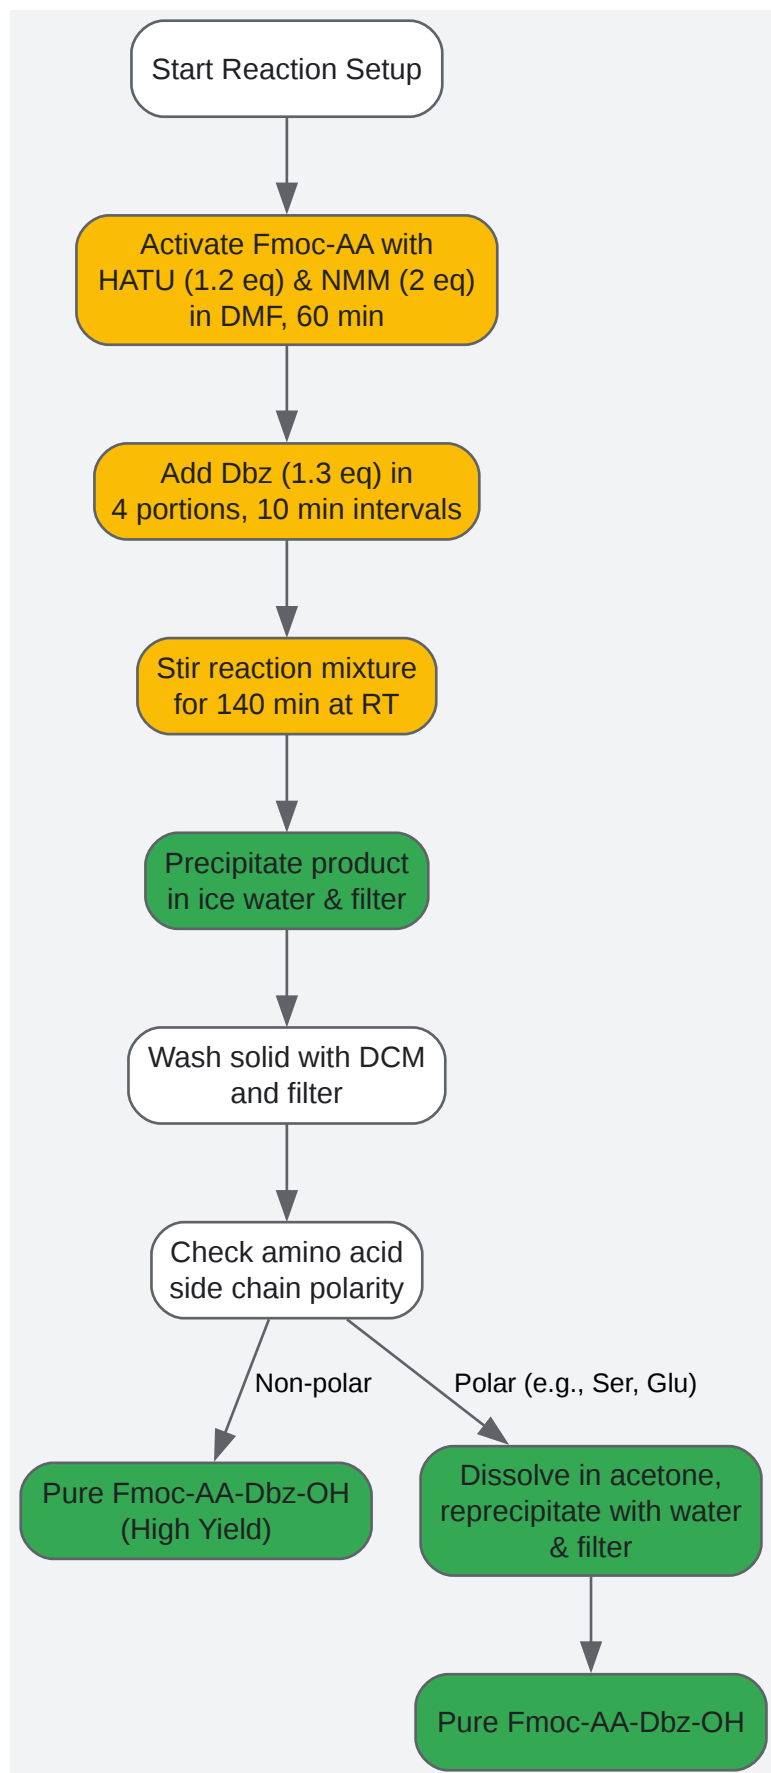 Start Reaction Setup
Activate Fmoc-AA with
HATU (1.2 eq) & NMM (2 eq)
in DMF, 60 min
Add Dbz (1.3 eq) in
4 portions, 10 min intervals
Stir reaction mixture
for 140 min at RT
Precipitate product
in ice water & filter
Wash solid with DCM
and filter
Check amino acid
side chain polarity
Non-polar
Polar (e.g., Ser, Glu)
Pure Fmoc-AA-Dbz-OH
(High Yield)
Dissolve in acetone,
reprecipitate with water
& filter
Pure Fmoc-AA-Dbz-OH